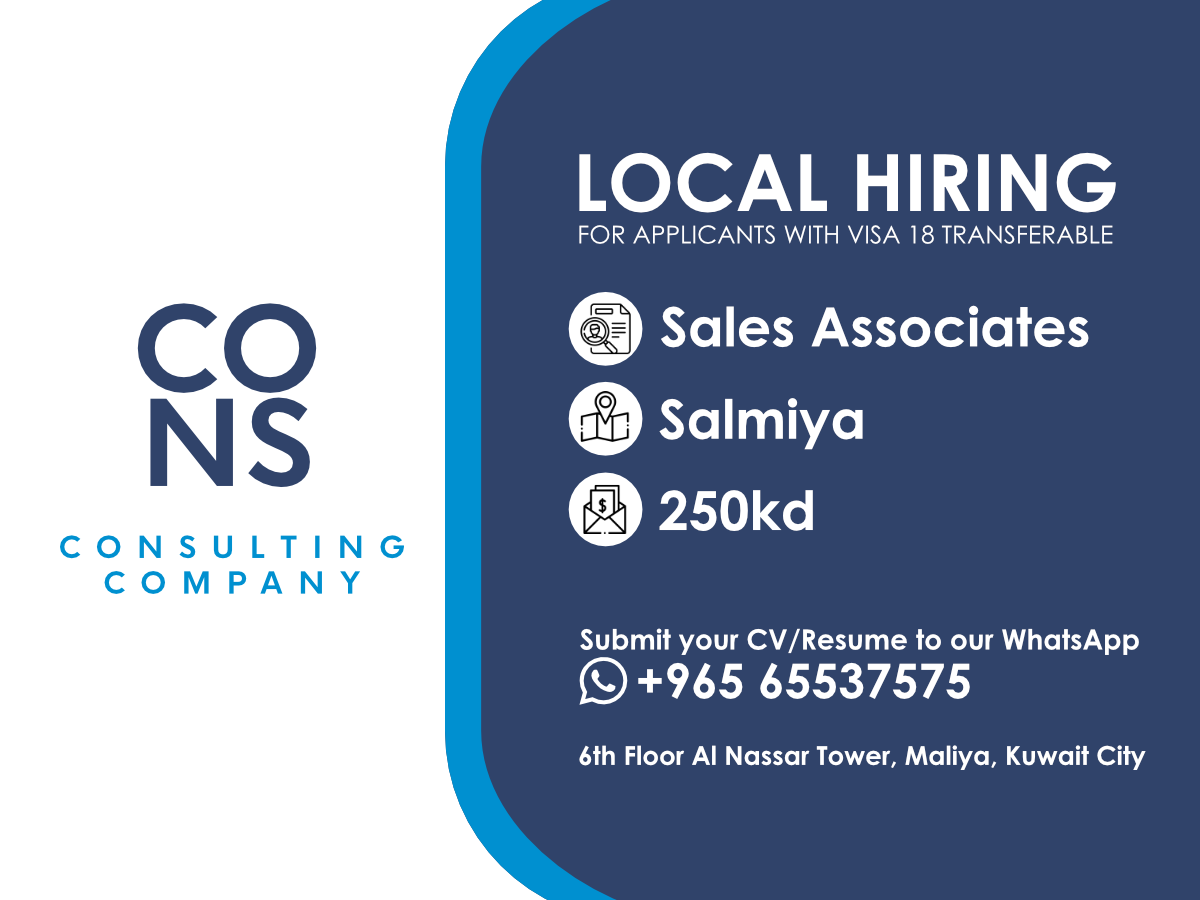 CO
NS
CONSULTING
COMPANY
LOCAL HIRING
FOR APPLICANTS WITH VISA 18 TRANSFERABLE
Sales Associates
Salmiya
$
250kd
Submit your CV/Resume to our WhatsApp
+965 65537575
6th Floor Al Nassar Tower, Maliya, Kuwait City